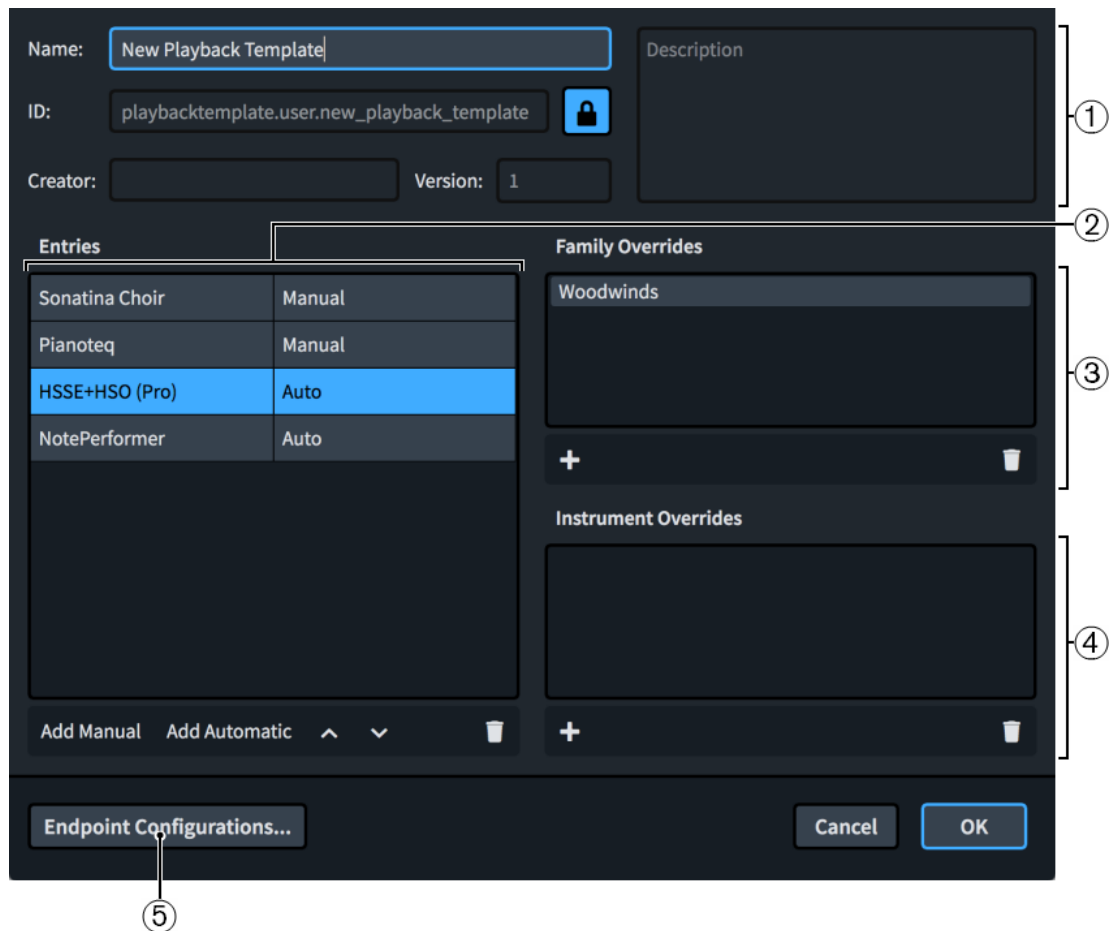 Name: New Playback Template Description
ID: playbacktemplate.user.new_playback_template
①
Creator: Version: 1
②
Entries Family Overrides
Sonatina Choir Manual Woodwinds
Pianoteq Manual
③
HSSE+HSO (Pro) Auto
NotePerformer Auto
+
Instrument Overrides
④
Add Manual Add Automatic +
Endpoint Configurations... Cancel OK
⑤